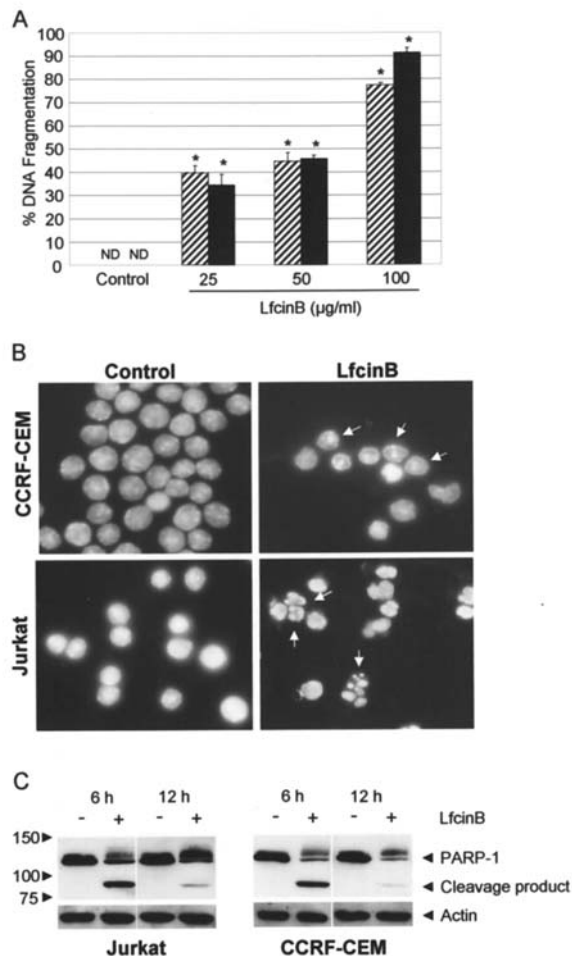 A
% DNA Fragmentation
100
90
80
70
60
50
40
30
20
10
0
* * * * * *
ND ND
Control 25 50 100
LfcinB (µg/ml)
B
Control LfcinB
CCRF-CEM
Jurkat
C
6 h 12 h 6 h 12 h
- + - + - + - + LfcinB
150
100
75
PARP-1
Cleavage product
Actin
Jurkat CCRF-CEM